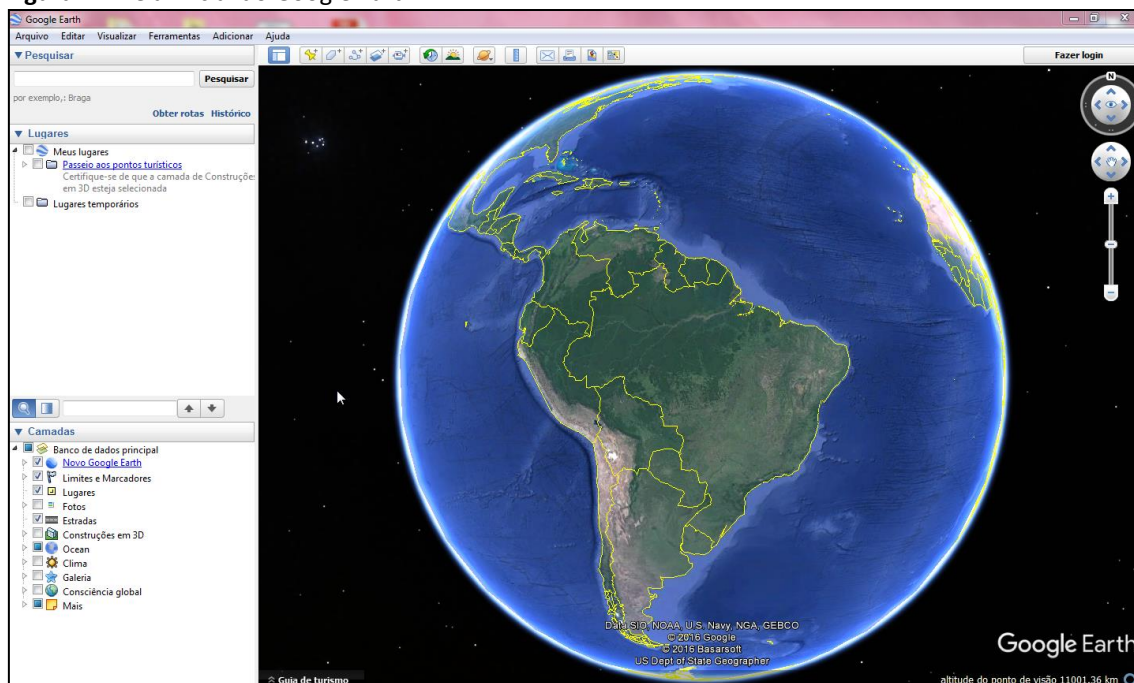 Google Earth
Arquivo Editar Visualizar Ferramentas Adicionar Ajuda
Pesquisar
Pesquisar
por exemplo,: Braga
Obter rotas Histórico
Lugares
Meus lugares
Passeio aos pontos turísticos
Certifique-se de que a camada de Construções
em 3D esteja selecionada
Lugares temporários
Camadas
Banco de dados principal
Novo Google Earth
Limites e Marcadores
Lugares
Fotos
Estradas
Construções em 3D
Ocean
Clima
Galeria
Consciência global
Mais
Fazer login
N
Data SIO, NOAA, U.S. Navy, NGA, GEBCO
© 2016 Google
© 2016 Basarsoft
US Dept of State Geographer
Google Earth
Guia de turismo
altitude do ponto de visão 11001.36 km